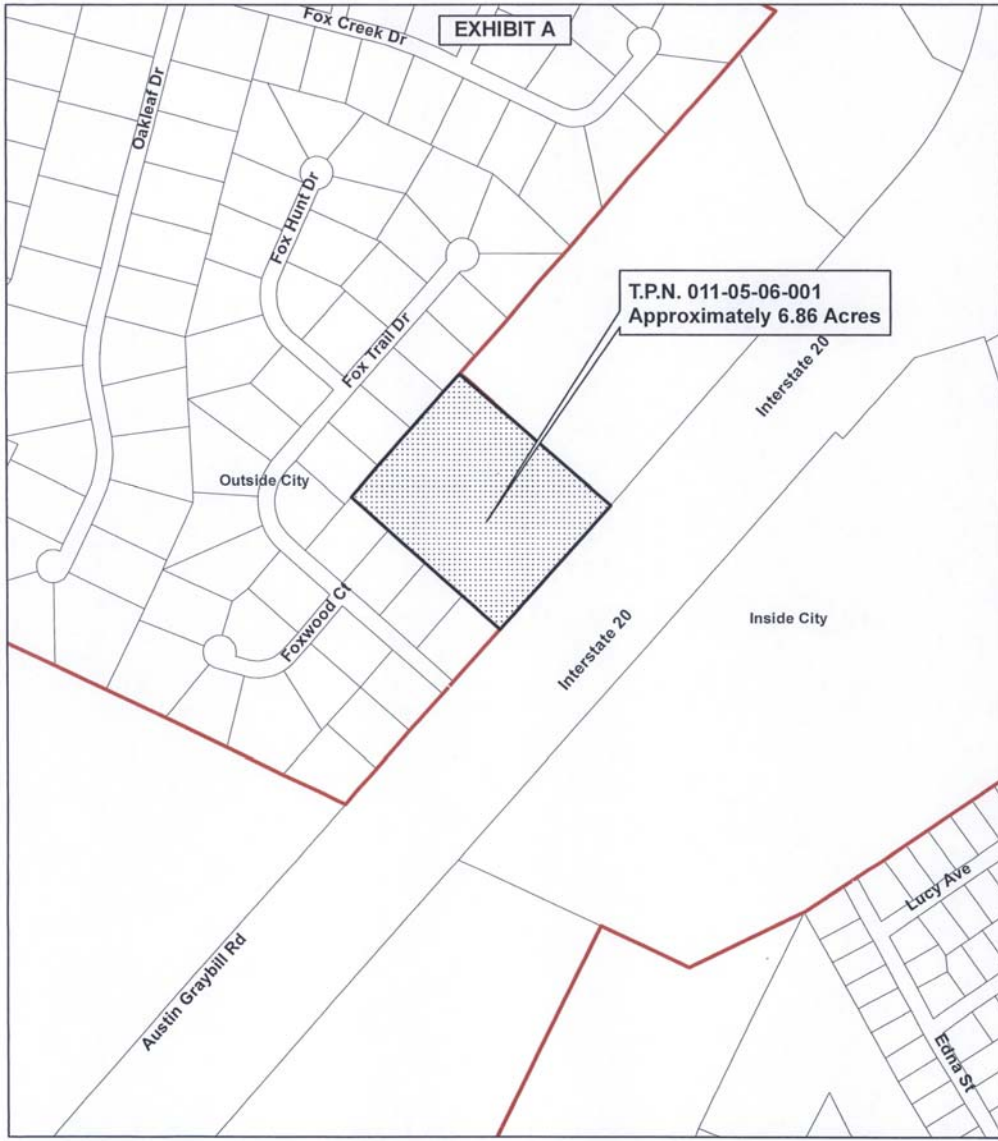 EXHIBIT A
Fox Creek Dr
Oakleaf Dr
Fox Hunt Dr
T.P.N. 011-05-06-001
Approximately 6.86 Acres
Fox Trail Dr
Interstate 20
Outside City
Inside City
Foxwood Ct
Interstate 20
Lucy Ave
Austin Graybill Rd
Edna St